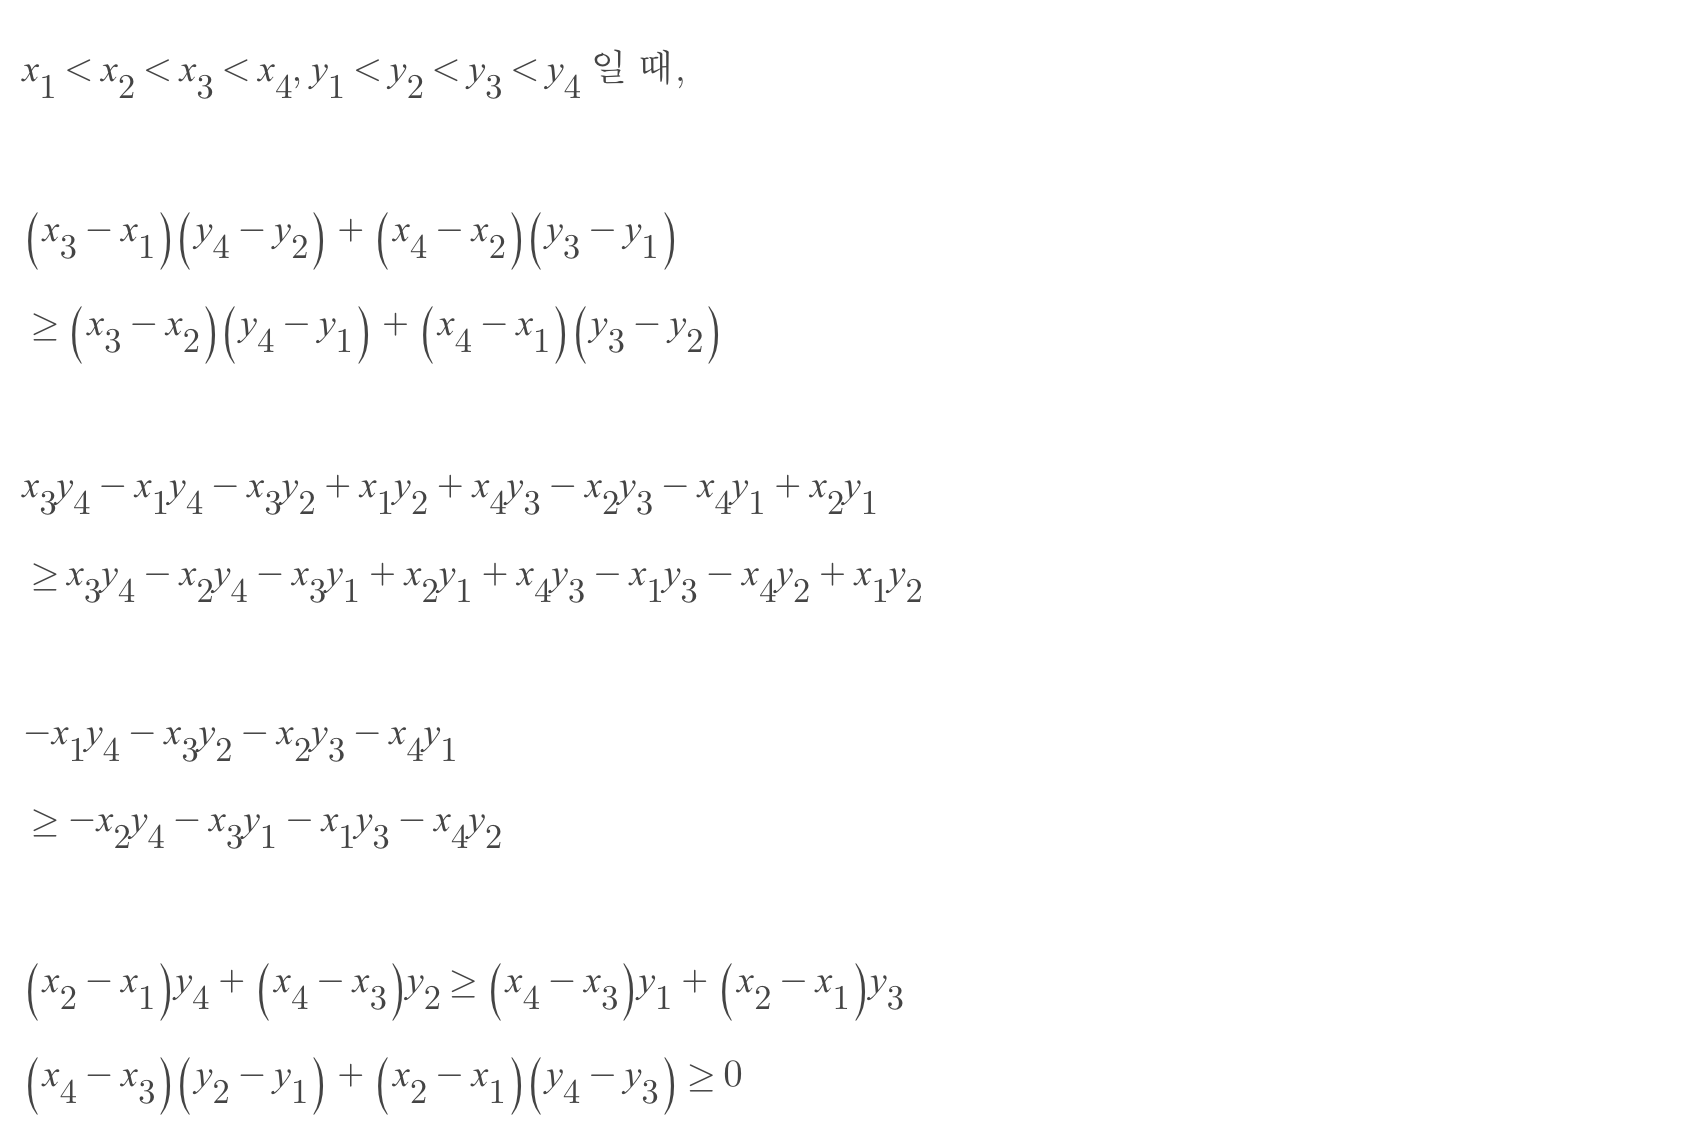 x₁ < x₂ < x₃ < x₄, y₁ < y₂ < y₃ < y₄ 일 때,
(x₃ − x₁)(y₄ − y₂) + (x₄ − x₂)(y₃ − y₁)
≥ (x₃ − x₂)(y₄ − y₁) + (x₄ − x₁)(y₃ − y₂)
x₃y₄ − x₁y₄ − x₃y₂ + x₁y₂ + x₄y₃ − x₂y₃ − x₄y₁ + x₂y₁
≥ x₃y₄ − x₂y₄ − x₃y₁ + x₂y₁ + x₄y₃ − x₁y₃ − x₄y₂ + x₁y₂
−x₁y₄ − x₃y₂ − x₂y₃ − x₄y₁
≥ −x₂y₄ − x₃y₁ − x₁y₃ − x₄y₂
(x₂ − x₁)y₄ + (x₄ − x₃)y₂ ≥ (x₄ − x₃)y₁ + (x₂ − x₁)y₃
(x₄ − x₃)(y₂ − y₁) + (x₂ − x₁)(y₄ − y₃) ≥ 0